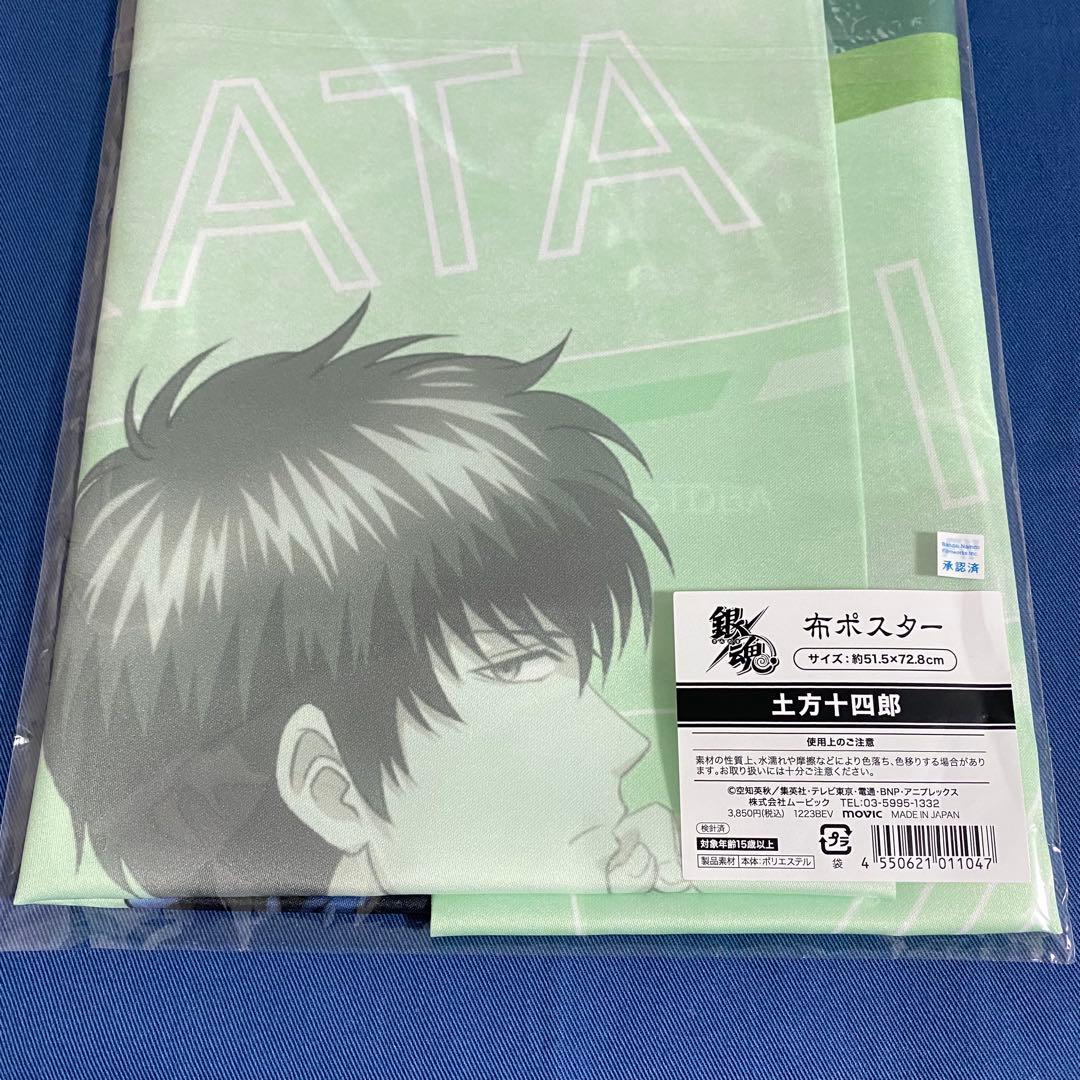 ATA
Bandai Namco
Filmworks Inc.
承認済
銀魂
布ポスター
サイズ：約51.5×72.8cm
土方十四郎
使用上のご注意
素材の性質上、水濡れや摩擦などにより色落ち、色移りする場合があり
ます。お取り扱いには十分ご注意ください。
©空知英秋／集英社・テレビ東京・電通・BNP・アニプレックス
株式会社ムービック TEL:03-5995-1332
3,850円(税込) 1223BEV movic MADE IN JAPAN
検針済
対象年齢15歳以上
製品素材 本体：ポリエステル
プラ
袋
4 550621 011047